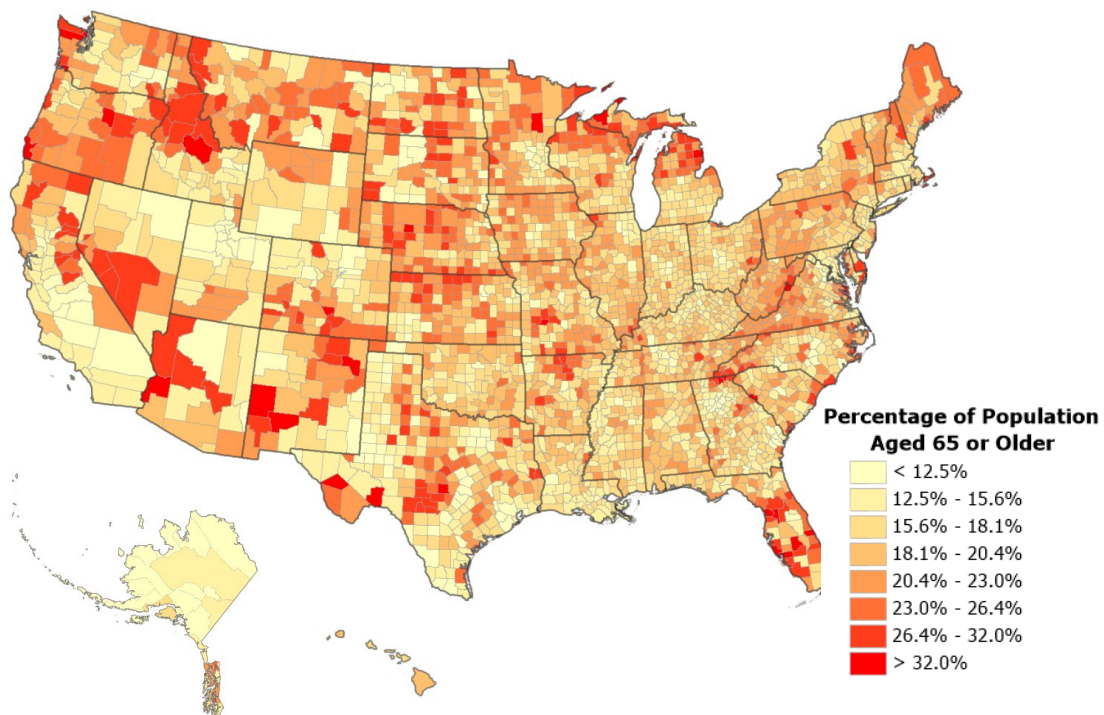 Percentage of Population
Aged 65 or Older
< 12.5%
12.5% - 15.6%
15.6% - 18.1%
18.1% - 20.4%
20.4% - 23.0%
23.0% - 26.4%
26.4% - 32.0%
> 32.0%